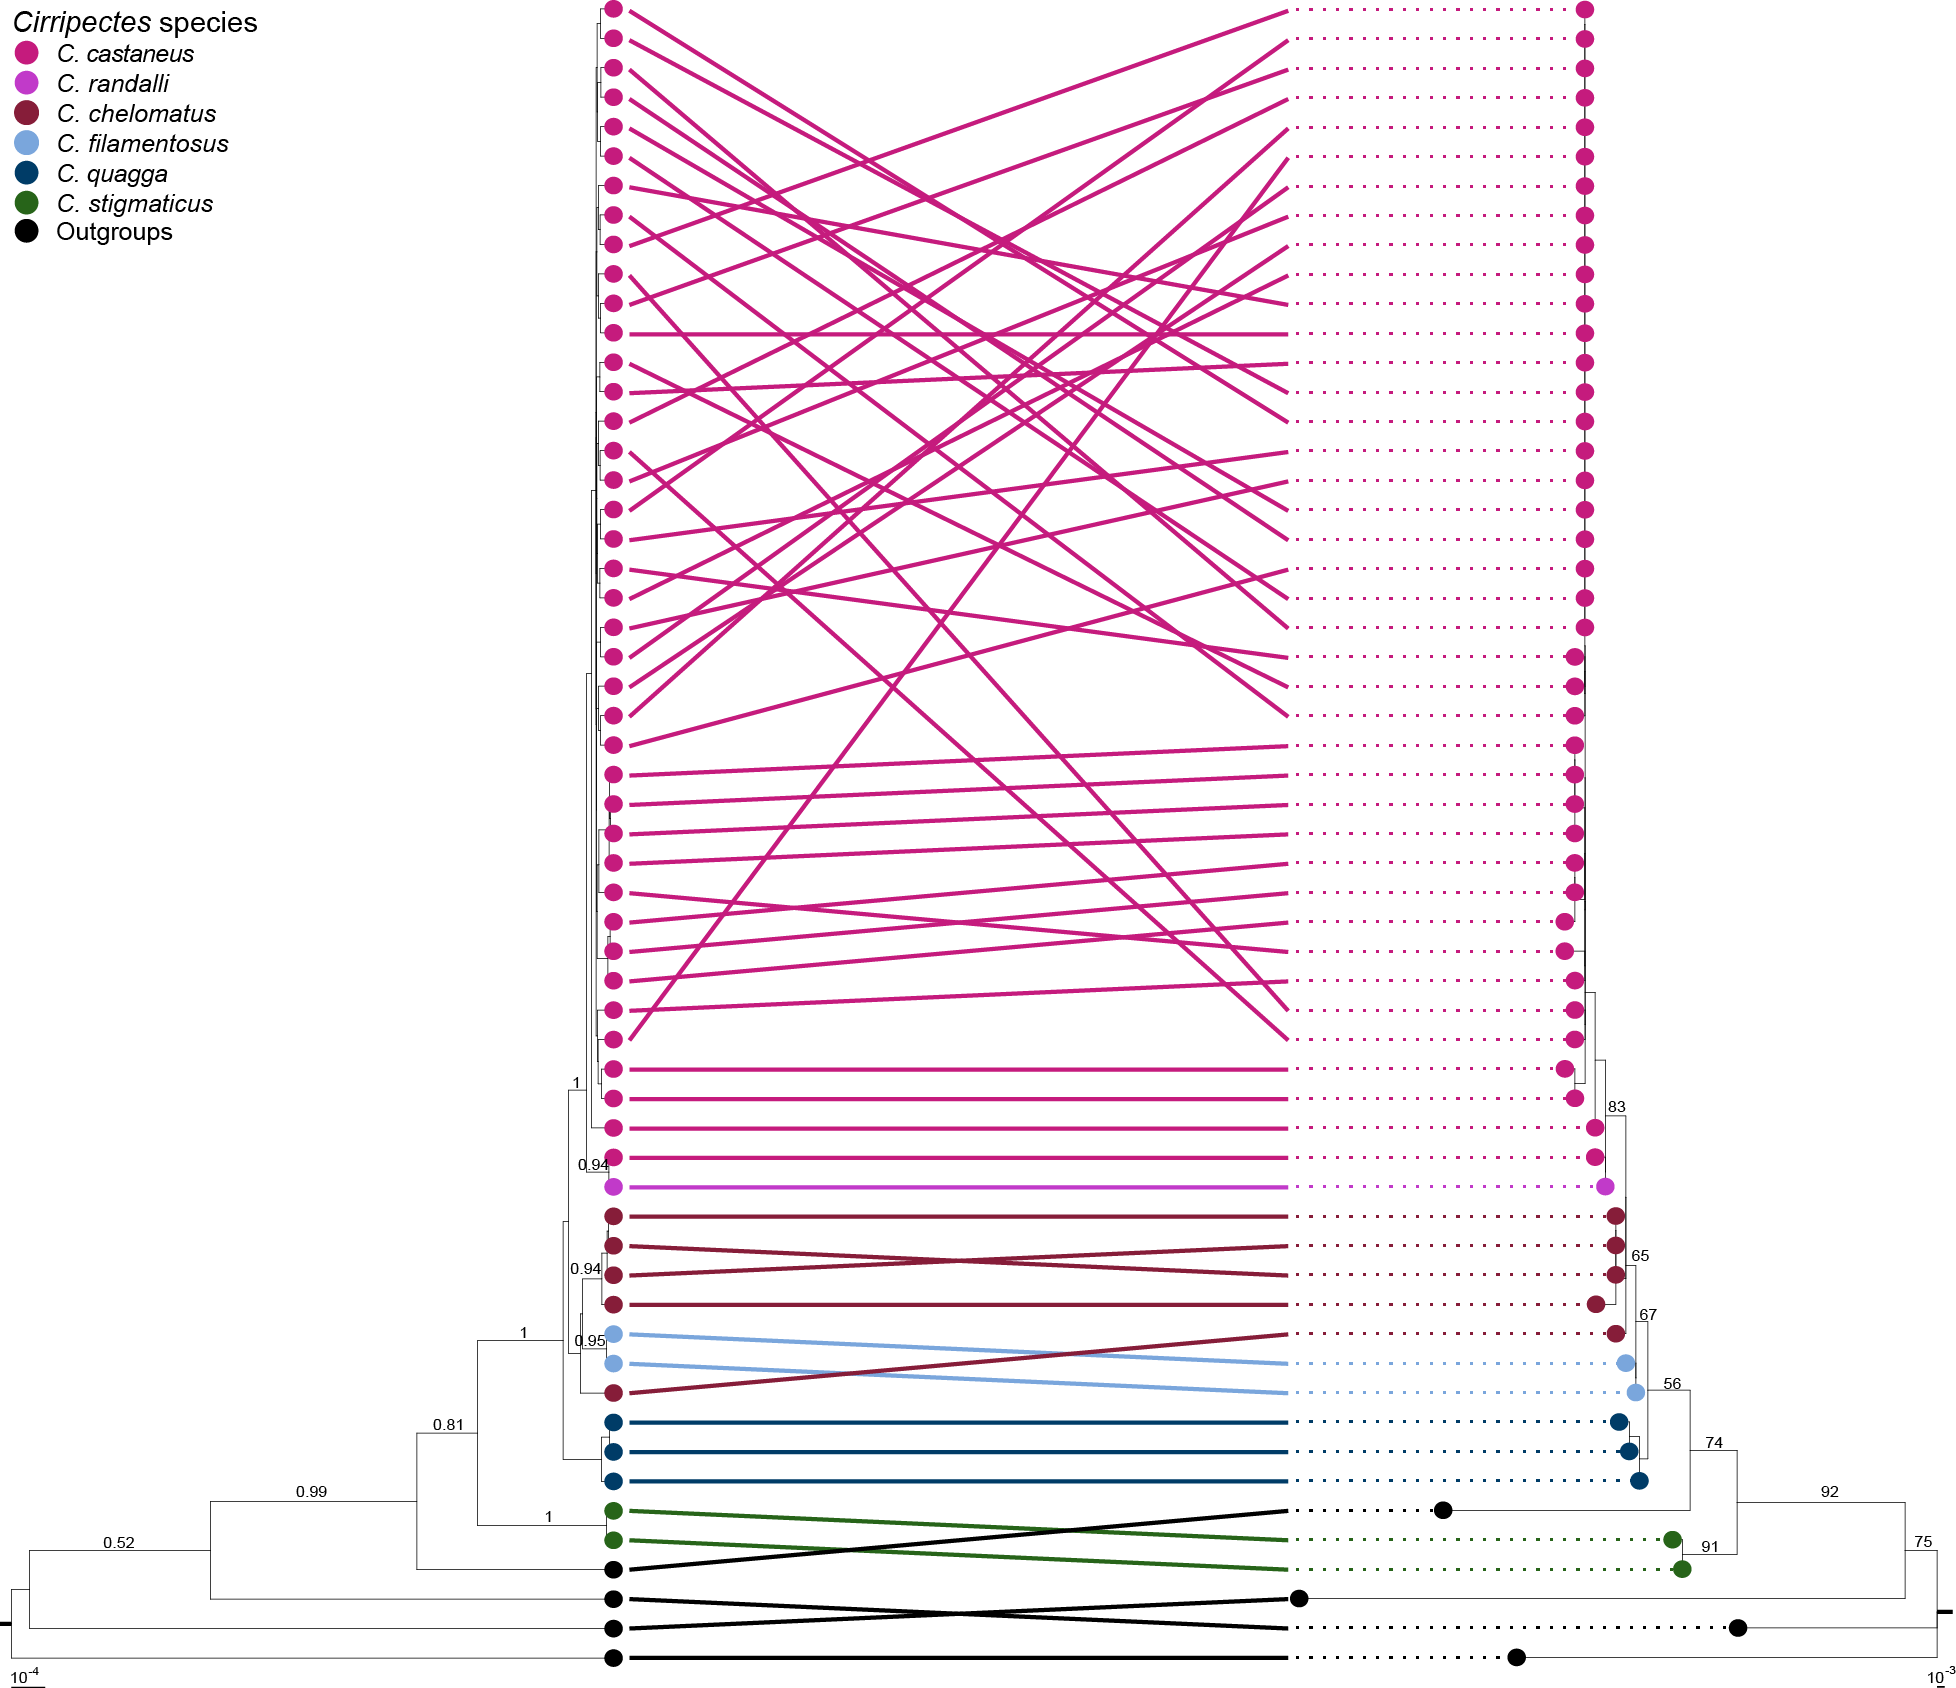 Cirripectes species
C. castaneus
C. randalli
C. chelomatus
C. filamentosus
C. quagga
C. stigmaticus
Outgroups
1
83
0.94
65
0.94
67
1
0.95
56
0.81
74
0.99
92
1
0.52
91
75
10-4
10-3